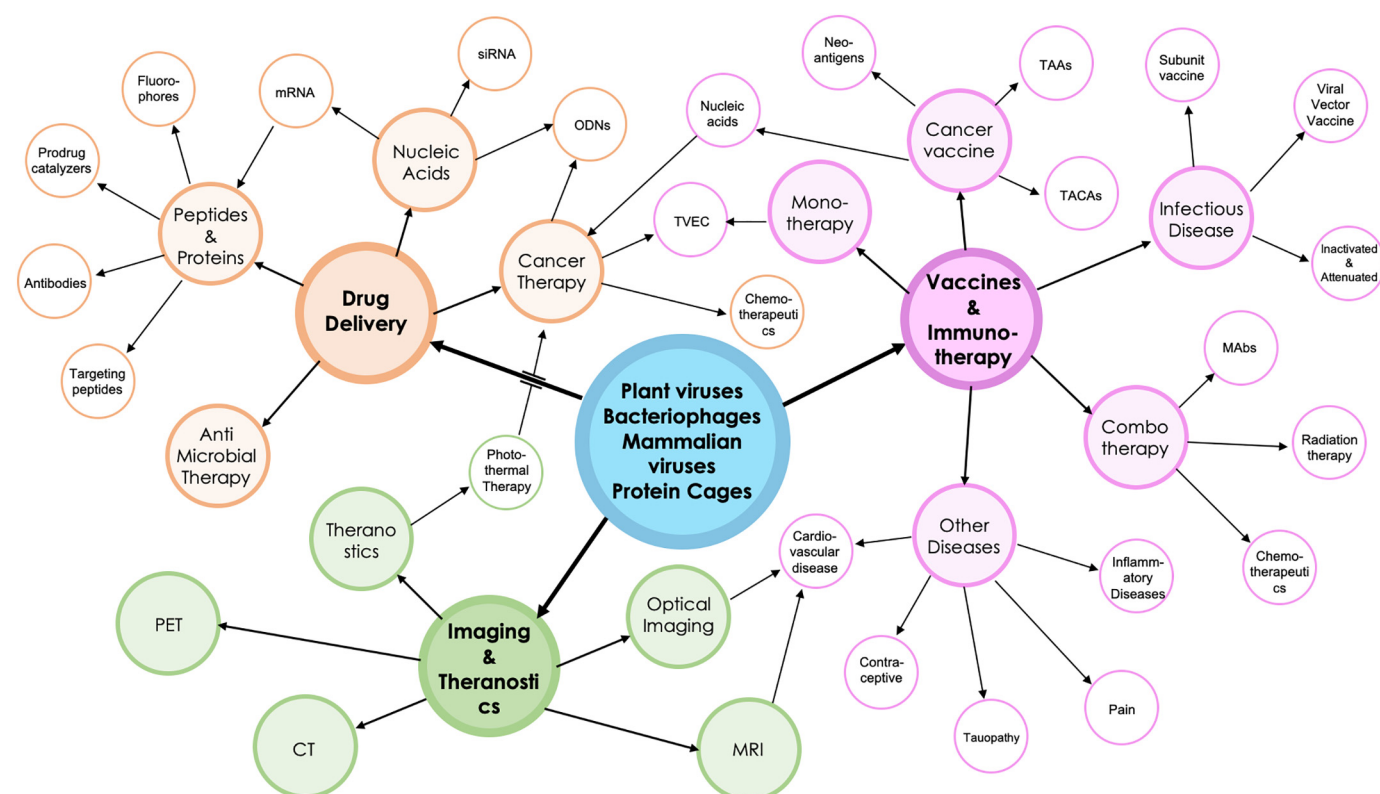 siRNA
Neo-
antigens
TAAs
Subunit
vaccine
Fluoro-
phores
mRNA
ODNs
Nucleic
acids
Viral
Vector
Vaccine
Nucleic
Acids
Cancer
vaccine
Prodrug
catalyzers
TACAs
Peptides
&
Proteins
Mono-
therapy
TVEC
Infectious
Disease
Inactivated
&
Attenuated
Antibodies
Cancer
Therapy
Drug
Delivery
Chemo-
therapeuti
cs
Vaccines
&
Immuno-
therapy
MAbs
Targeting
peptides
Plant viruses
Bacteriophages
Mammalian
viruses
Protein Cages
Combo
therapy
Radiation
therapy
Anti
Microbial
Therapy
Photo-
thermal
Therapy
Therano
stics
Cardio-
vascular
disease
Other
Diseases
Inflamm-
atory
Diseases
Chemo-
therapeuti
cs
PET
Optical
Imaging
Imaging
&
Theranosti
cs
Contra-
ceptive
Pain
Tauopathy
CT
MRI